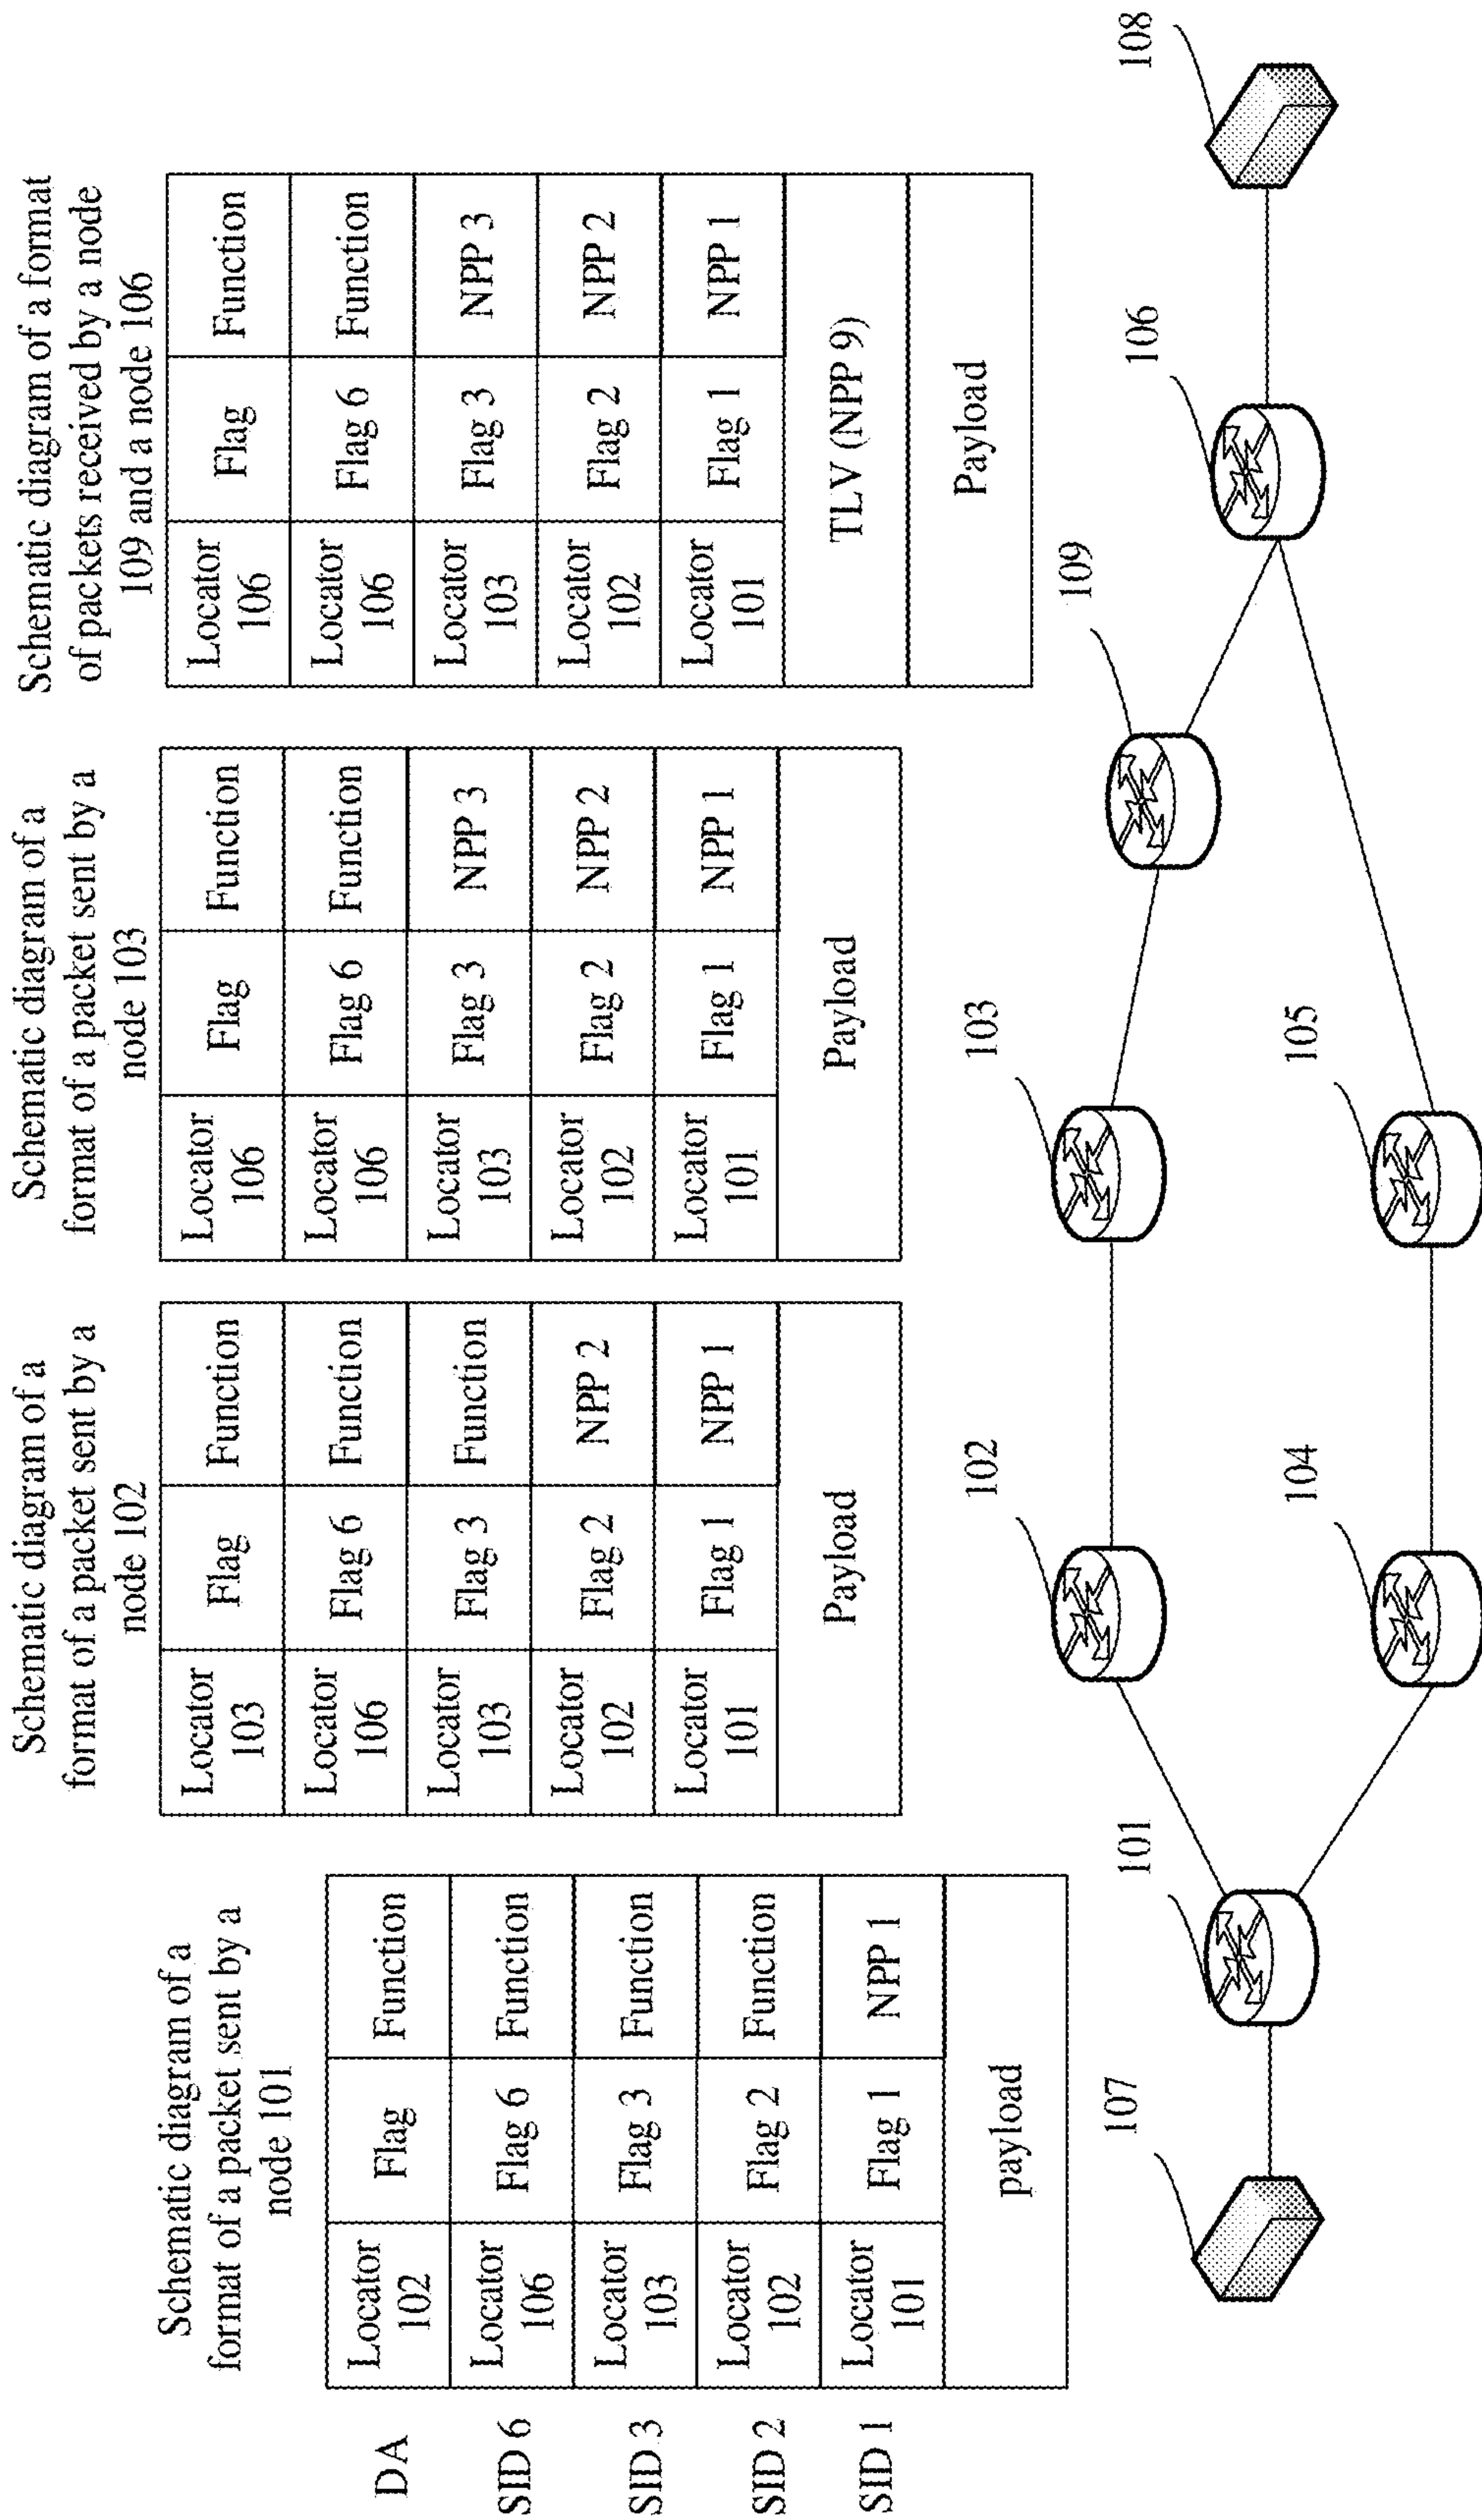 Schematic diagram of a
format of a packet sent by a
node 101
DA
Locator
102
Flag
Function
SID 6
Locator
106
Flag 6
Function
SID 3
Locator
103
Flag 3
Function
SID 2
Locator
102
Flag 2
Function
SID 1
Locator
101
Flag 1
NPP 1
payload
Schematic diagram of a
format of a packet sent by a
node 102
Locator
103
Flag
Function
Locator
106
Flag 6
Function
Locator
103
Flag 3
Function
Locator
102
Flag 2
NPP 2
Locator
101
Flag 1
NPP 1
Payload
Schematic diagram of a
format of a packet sent by a
node 103
Locator
106
Flag
Function
Locator
106
Flag 6
Function
Locator
103
Flag 3
NPP 3
Locator
102
Flag 2
NPP 2
Locator
101
Flag 1
NPP 1
Payload
Schematic diagram of a format
of packets received by a node
109 and a node 106
Locator
106
Flag
Function
Locator
106
Flag 6
Function
Locator
103
Flag 3
NPP 3
Locator
102
Flag 2
NPP 2
Locator
101
Flag 1
NPP 1
TLV (NPP 9)
Payload
107
101
102
103
109
106
108
104
105